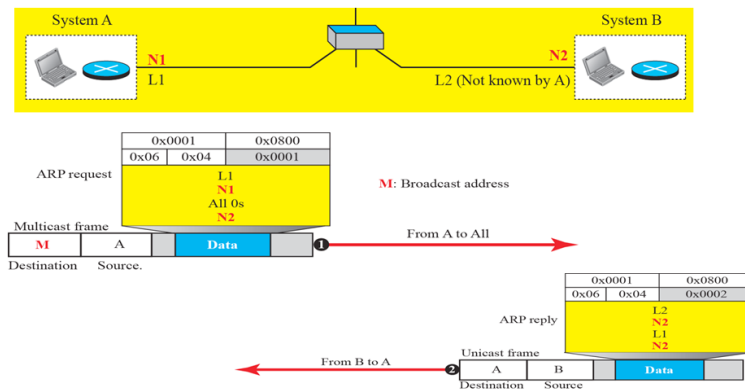 System A
System B
N1
N2
L1
L2 (Not known by A)
0x0001 0x0800
0x06 0x04 0x0001
ARP request
L1
N1
All 0s
N2
M: Broadcast address
Multicast frame
M A Data
1
From A to All
Destination Source.
0x0001 0x0800
0x06 0x04 0x0002
ARP reply
L2
N2
L1
N2
From B to A
2
Unicast frame
A B Data
Destination Source